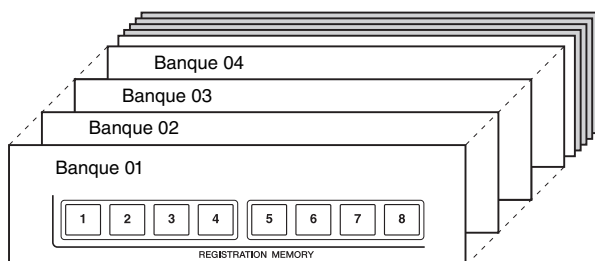 Banque 04
Banque 03
Banque 02
Banque 01
1 2 3 4 5 6 7 8
REGISTRATION MEMORY